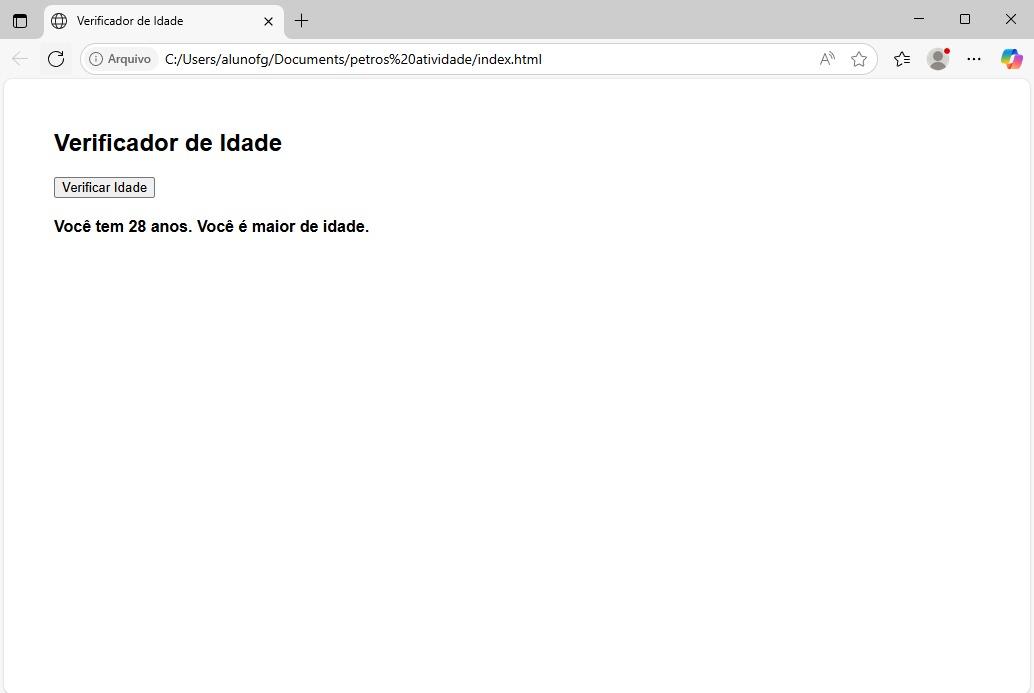 Verificador de Idade
Arquivo C:/Users/alunofg/Documents/petros%20atividade/index.html
Verificador de Idade
Verificar Idade
Você tem 28 anos. Você é maior de idade.